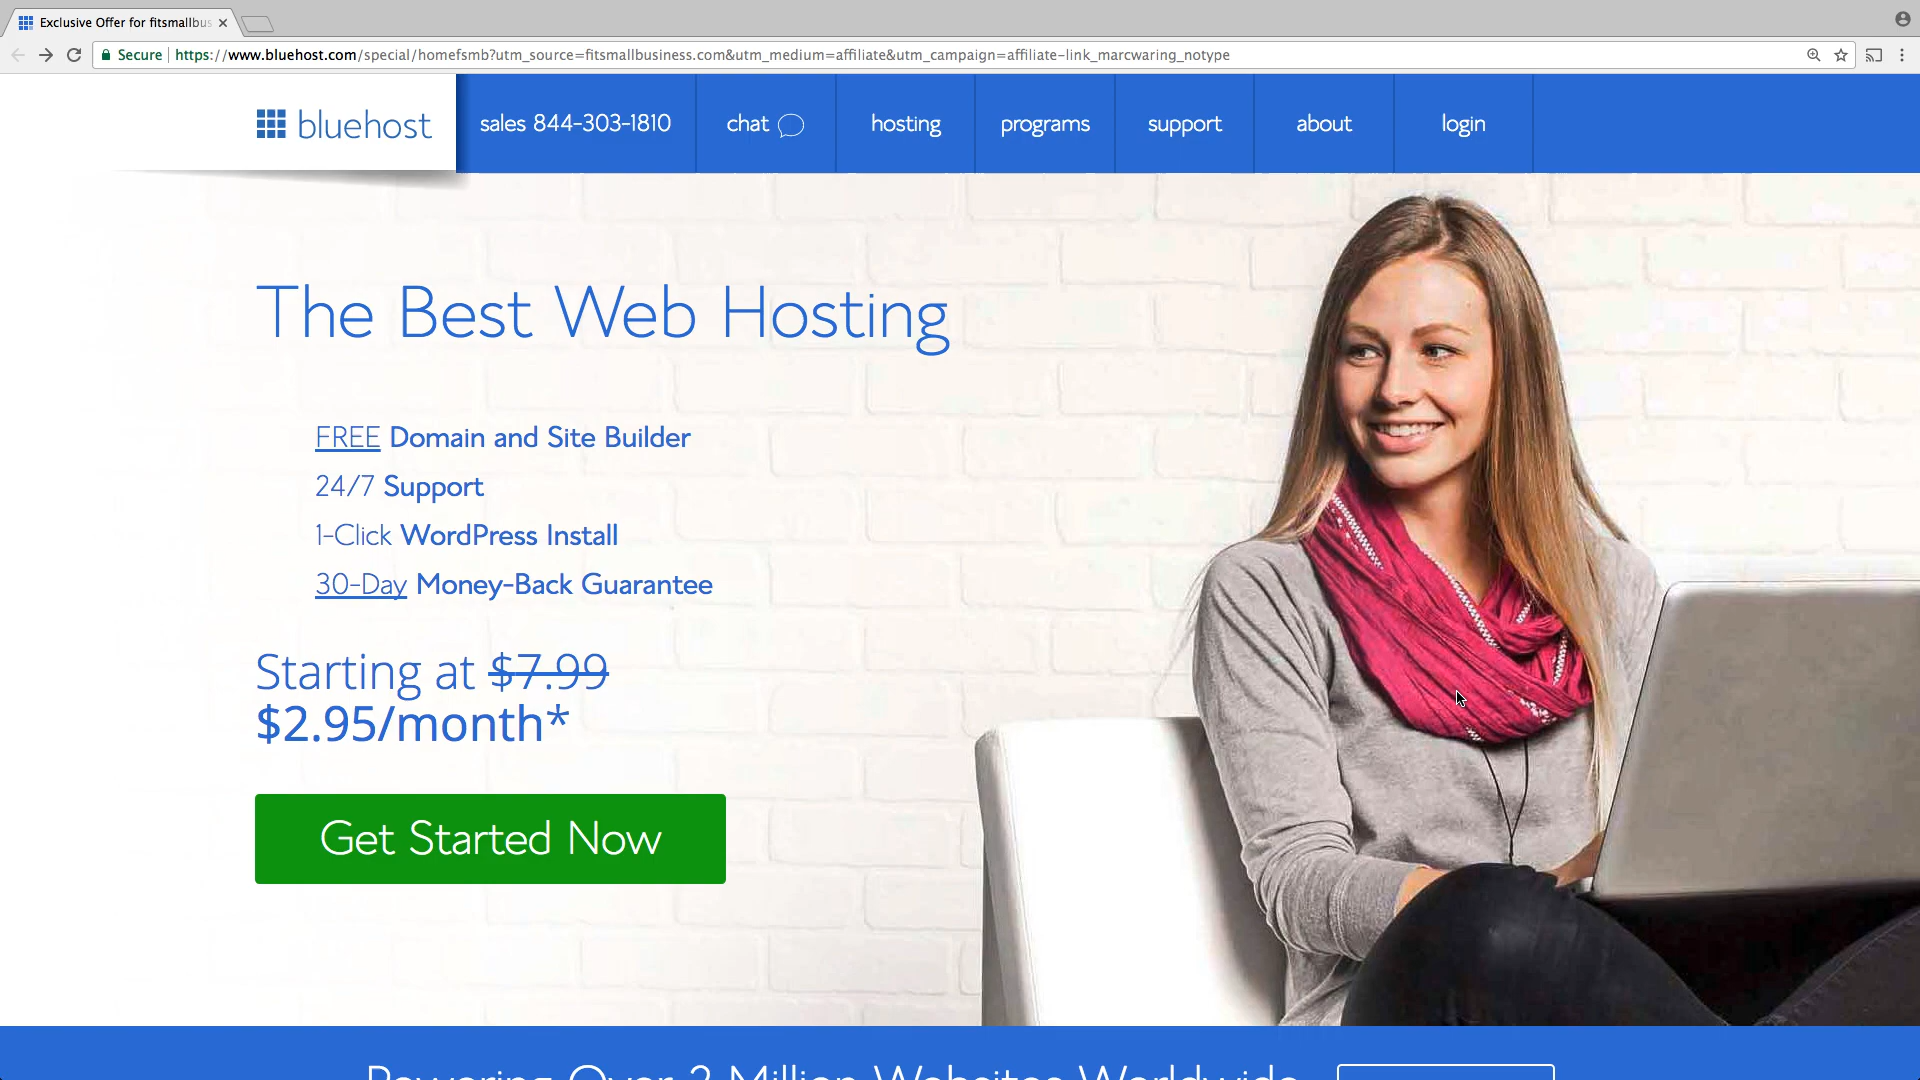 Exclusive Offer for fitsmallbus
Secure https://www.bluehost.com/special/homefsmb?utm_source=fitsmallbusiness.com&utm_medium=affiliate&utm_campaign=affiliate-link_marcwaring_notype
bluehost
sales 844-303-1810
chat
hosting
programs
support
about
login
The Best Web Hosting
FREE Domain and Site Builder
24/7 Support
1-Click WordPress Install
30-Day Money-Back Guarantee
Starting at $7.99
$2.95/month*
Get Started Now
Powering Over 2 Million Websites Worldwide